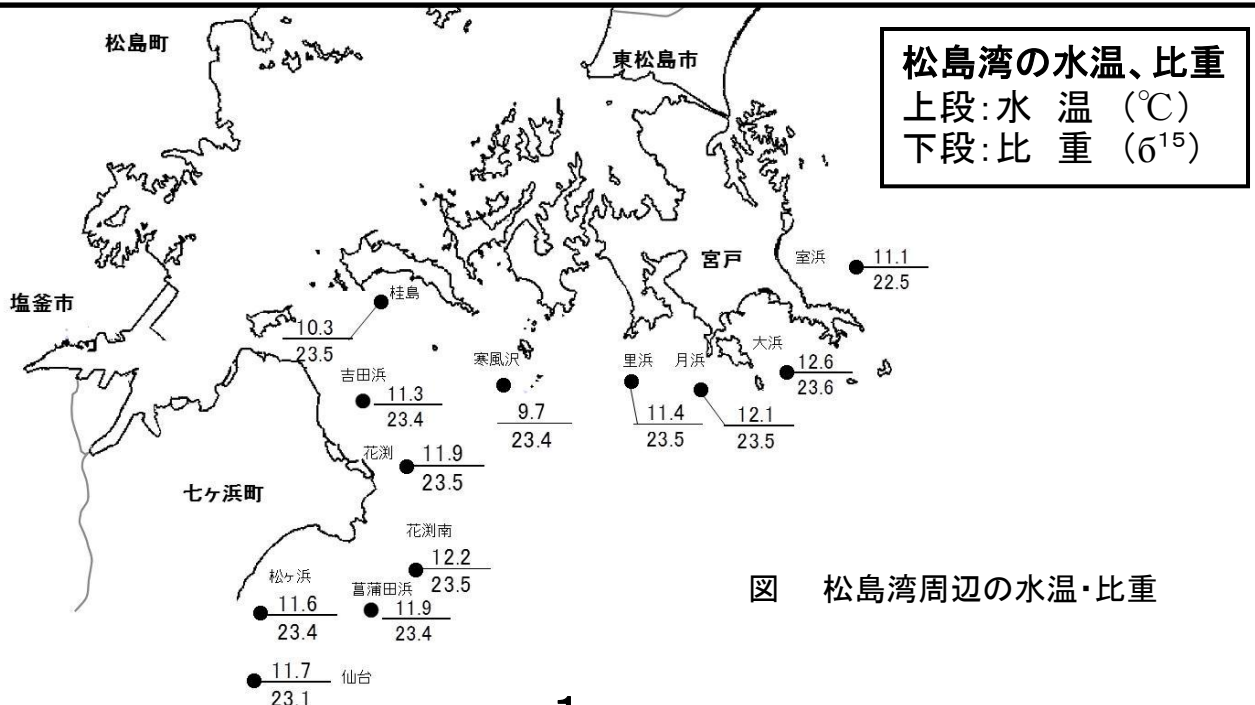 松島町
東松島市
松島湾の水温、比重
上段:水 温 (℃)
下段:比 重 (б¹⁵)
宮戸
室浜
11.1
22.5
塩釜市
桂島
10.3
23.5
大浜
12.6
23.6
寒風沢
9.7
23.4
里浜
11.4
23.5
月浜
12.1
23.5
吉田浜
11.3
23.4
花渕
11.9
23.5
七ヶ浜町
花渕南
12.2
23.5
松ヶ浜
11.6
23.4
菖蒲田浜
11.9
23.4
図 松島湾周辺の水温・比重
11.7
23.1
仙台
1